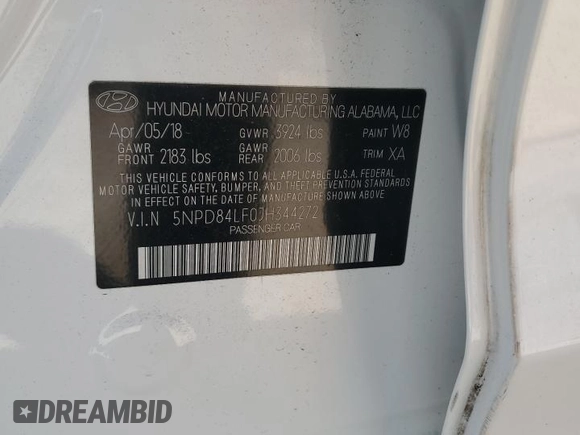 MANUFACTURED BY
HYUNDAI MOTOR MANUFACTURING ALABAMA, LLC
Apr/05/18 GVWR 3924 lbs PAINT W8
GAWR FRONT 2183 lbs GAWR REAR 2006 lbs TRIM XA
THIS VEHICLE CONFORMS TO ALL APPLICABLE U.S.A. FEDERAL
MOTOR VEHICLE SAFETY, BUMPER, AND THEFT PREVENTION STANDARDS
IN EFFECT ON THE DATE OF MANUFACTURE SHOWN ABOVE.
V.I.N 5NPD84LF0JH344272
PASSENGER CAR
DREAMBID